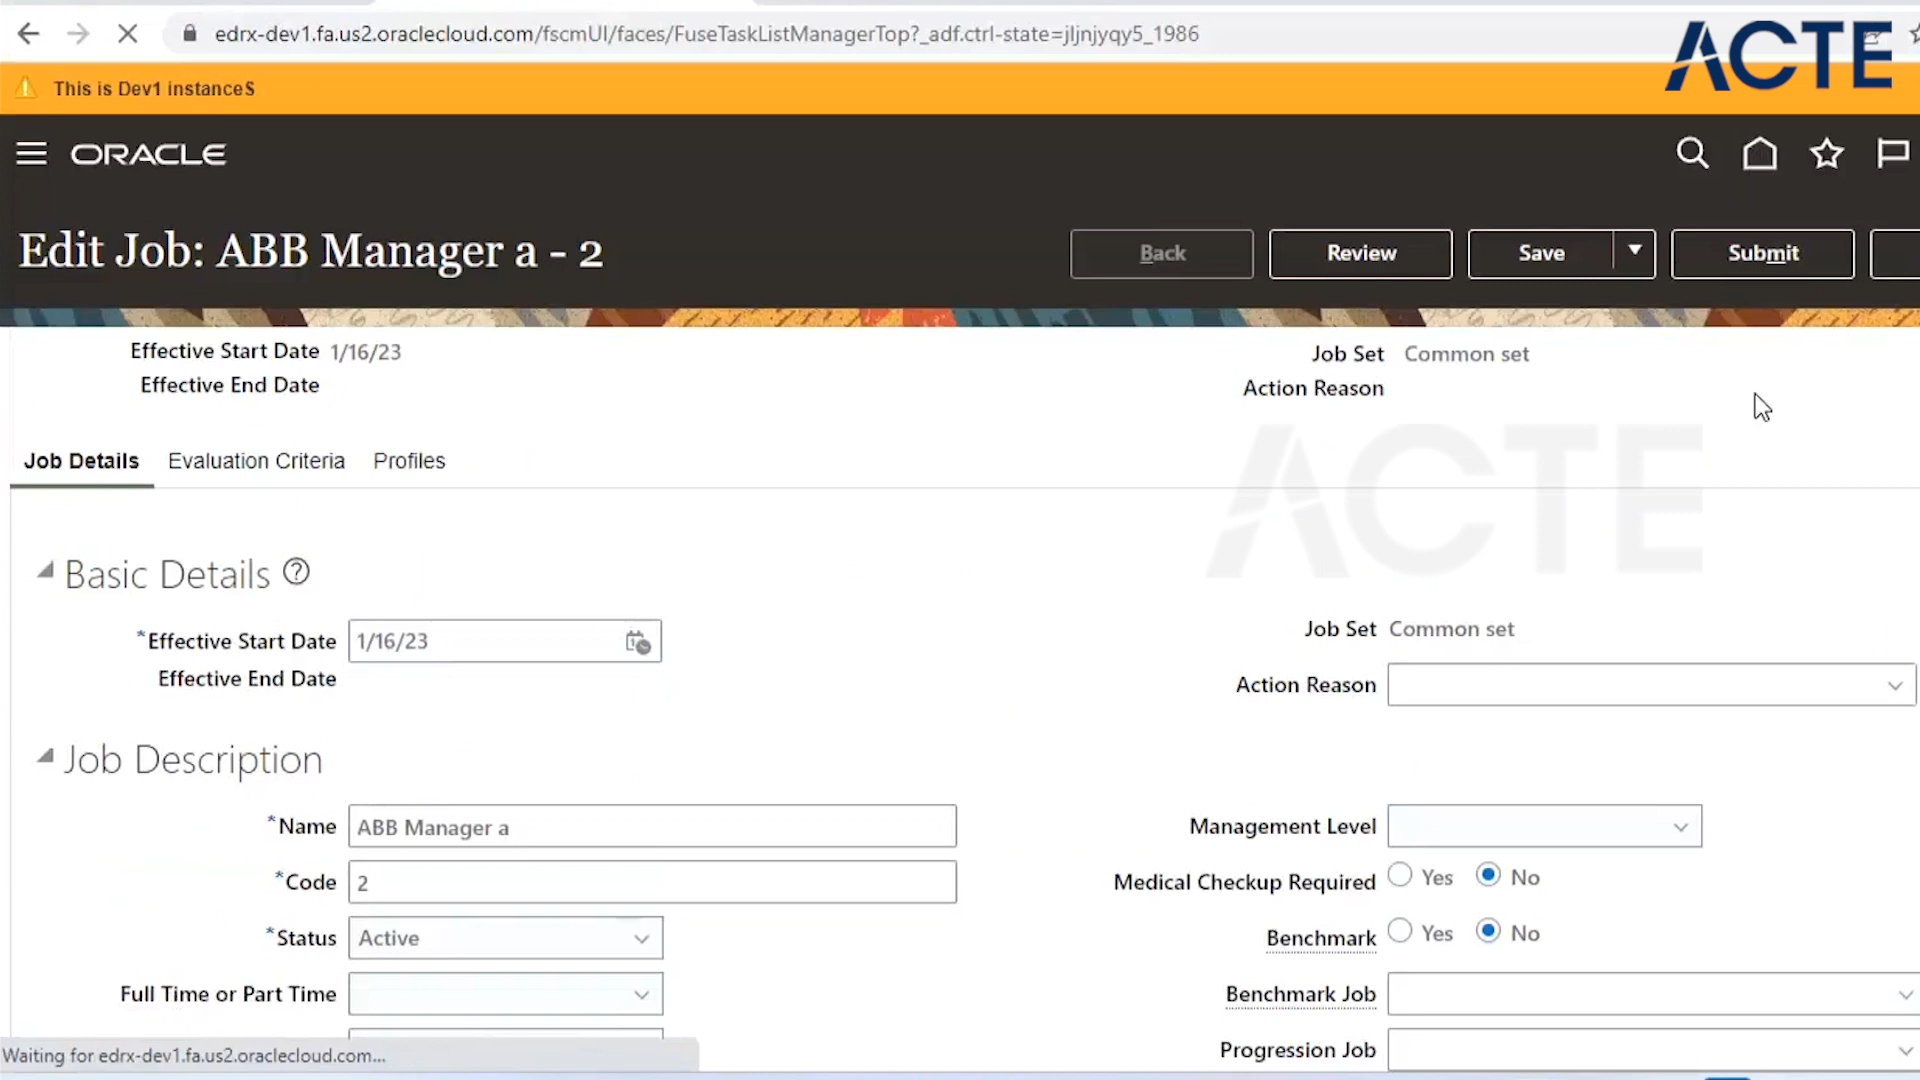 edrx-dev1.fa.us2.oraclecloud.com/fscmUI/faces/FuseTaskListManagerTop?_adf.ctrl-state=jljnjyqy5_1986
ACTE
This is Dev1 instance$
ORACLE
Edit Job: ABB Manager a - 2
Back
Review
Save
Submit
Effective Start Date 1/16/23
Job Set Common set
Effective End Date
Action Reason
ACTE
Job Details
Evaluation Criteria
Profiles
Basic Details
*Effective Start Date 1/16/23
Job Set Common set
Effective End Date
Action Reason
Job Description
*Name ABB Manager a
Management Level
*Code 2
Medical Checkup Required Yes No
*Status Active
Benchmark Yes No
Full Time or Part Time
Benchmark Job
Progression Job
Waiting for edrx-dev1.fa.us2.oraclecloud.com...